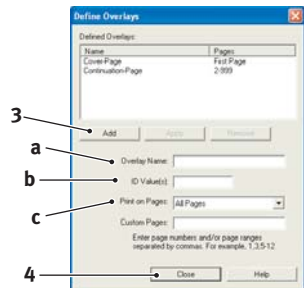 Define Overlays
Defined Overlays:
Name Pages
Cover-Page First Page
Continuation-Page 2-999
3
Add Apply Remove
a
Overlay Name:
b
ID Value(s):
c
Print on Pages: All Pages
Custom Pages:
Enter page numbers and/or page ranges
separated by commas. For example, 1,3,5-12
4
Close Help